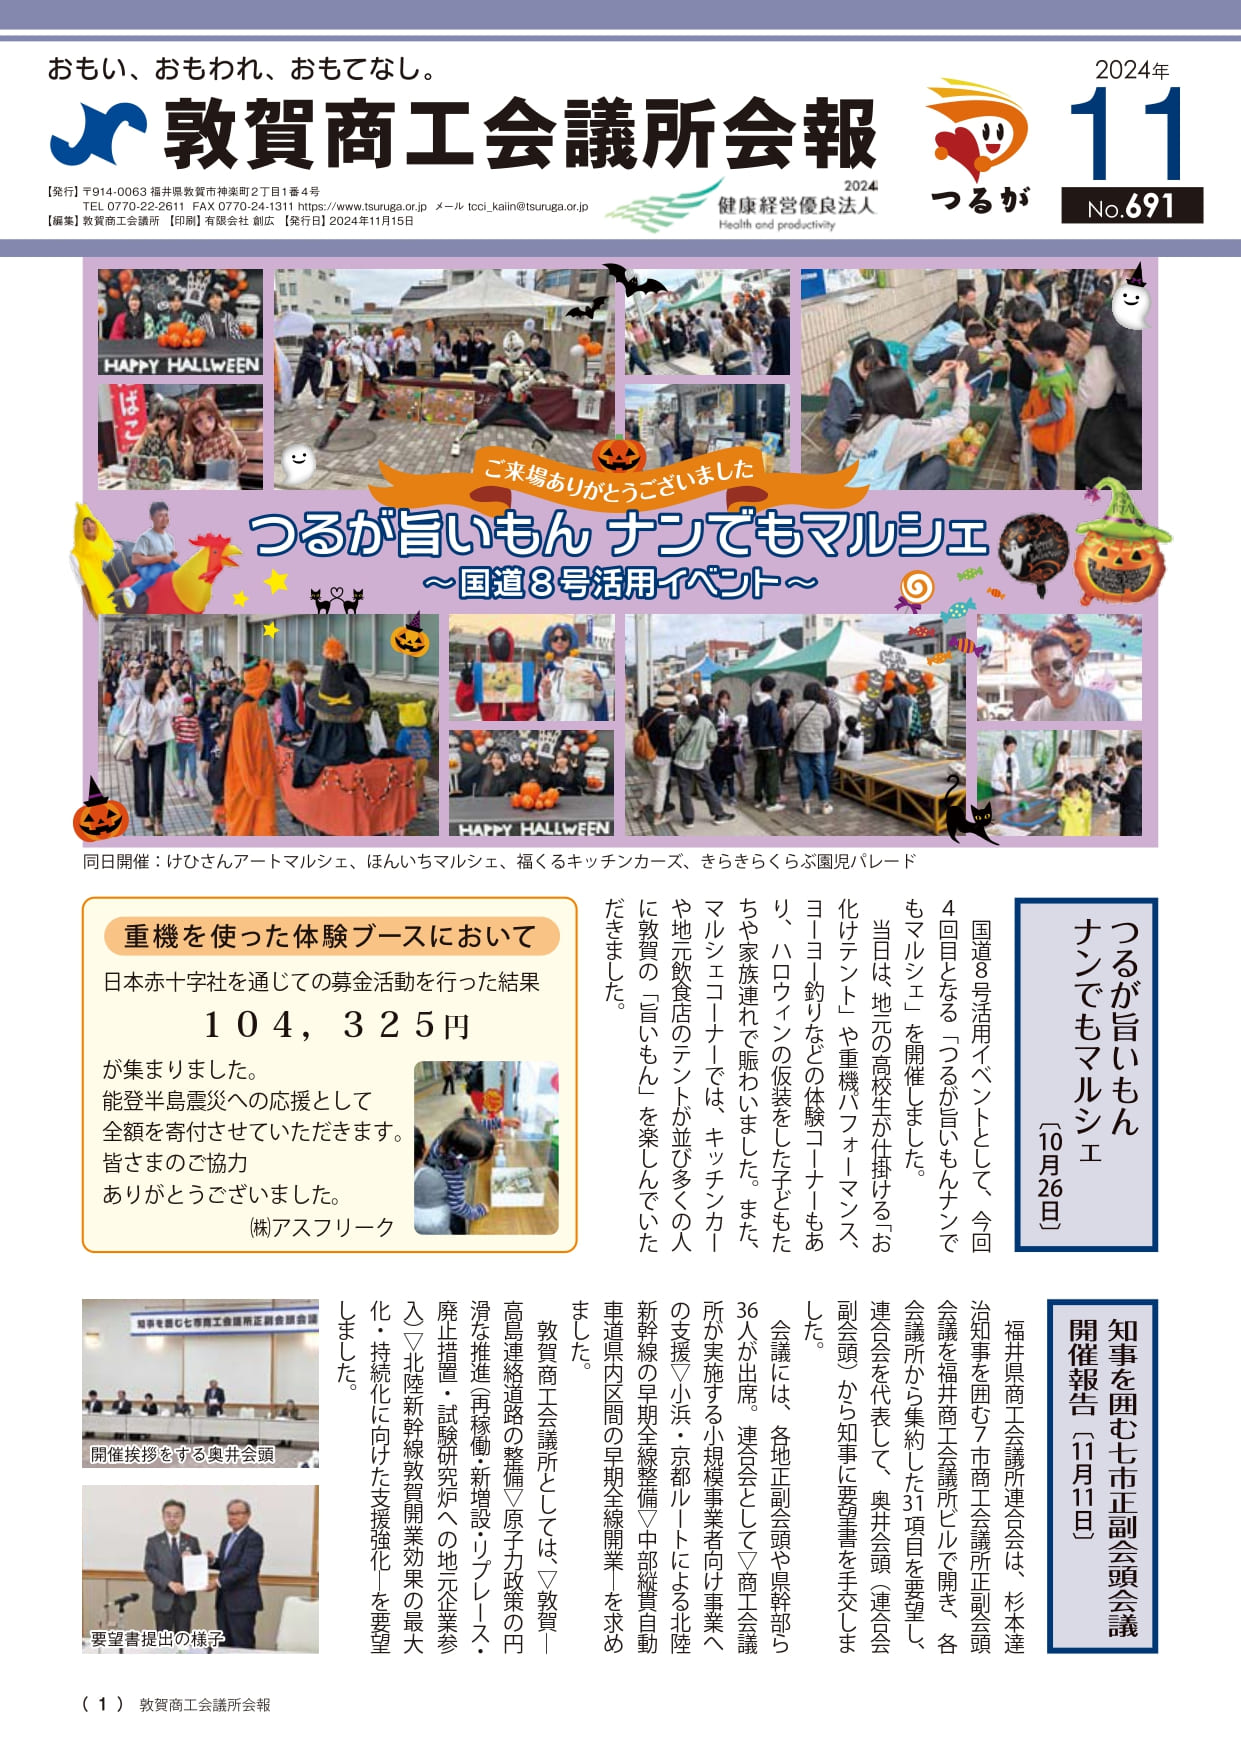 おもい、おもわれ、おもてなし。
敦賀商工会議所会報
【発行】〒914-0063 福井県敦賀市神楽町2丁目1番4号
TEL 0770-22-2611 FAX 0770-24-1311 https://www.tsuruga.or.jp メール tcci_kaiin@tsuruga.or.jp
【編集】敦賀商工会議所 【印刷】有限会社 創広 【発行日】2024年11月15日
2024
健康経営優良法人
Health and productivity
つるが
2024年
11
No.691
HAPPY HALLWEEN
ばこ
ご来場ありがとうございました
つるが旨いもん ナンでもマルシェ
～国道8号活用イベント～
HAPPY HALLWEEN
同日開催：けひさんアートマルシェ、ほんいちマルシェ、福くるキッチンカーズ、きらきらくらぶ園児パレード
つるが旨いもん
ナンでもマルシェ
〔10月26日〕
国道8号活用イベントとして、今回
4回目となる「つるが旨いもんナンで
もマルシェ」を開催しました。
当日は、地元の高校生が仕掛ける「お
化けテント」や重機パフォーマンス、
ヨーヨー釣りなどの体験コーナーもあ
り、ハロウィンの仮装をした子どもた
ちや家族連れで賑わいました。また、
マルシェコーナーでは、キッチンカー
や地元飲食店のテントが並び多くの人
に敦賀の「旨いもん」を楽しんでいた
だきました。
重機を使った体験ブースにおいて
日本赤十字社を通じての募金活動を行った結果
１０４，３２５円
が集まりました。
能登半島震災への応援として
全額を寄付させていただきます。
皆さまのご協力
ありがとうございました。
㈱アスフリーク
知事を囲む七市正副会頭会議
開催報告〔11月11日〕
福井県商工会議所連合会は、杉本達
治知事を囲む7市商工会議所正副会頭
会議を福井商工会議所ビルで開き、各
会議所から集約した31項目を要望し、
連合会を代表して、奥井会頭（連合会
副会頭）から知事に要望書を手交しま
した。
会議には、各地正副会頭や県幹部ら
36人が出席。連合会として▽商工会議
所が実施する小規模事業者向け事業へ
の支援▽小浜・京都ルートによる北陸
新幹線の早期全線整備▽中部縦貫自動
車道県内区間の早期全線開業―を求め
ました。
敦賀商工会議所としては、▽敦賀―
高島連絡道路の整備▽原子力政策の円
滑な推進（再稼働・新増設・リプレース・
廃止措置・試験研究炉への地元企業参
入）▽北陸新幹線敦賀開業効果の最大
化・持続化に向けた支援強化―を要望
しました。
知事を囲む七市商工会議所正副会頭会議
開催挨拶をする奥井会頭
要望書提出の様子
（1） 敦賀商工会議所会報